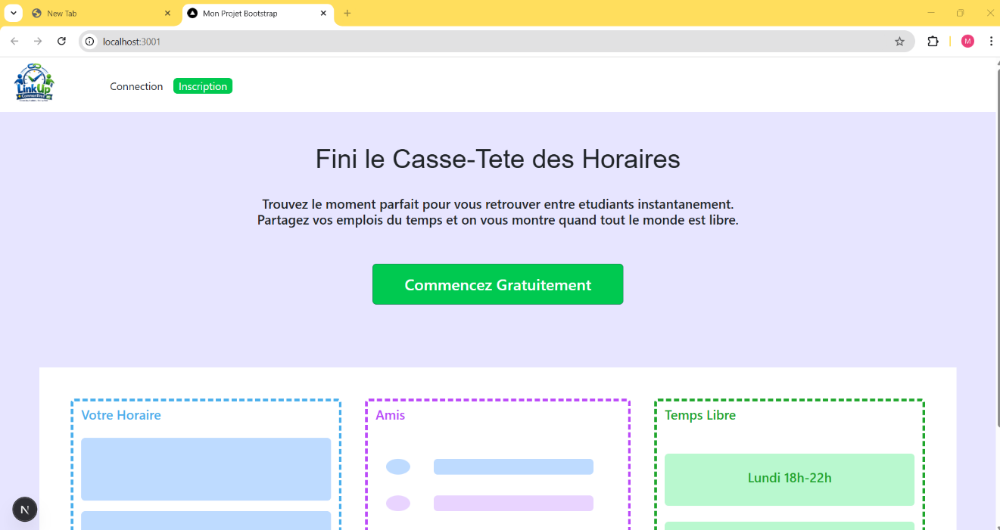 New Tab
Mon Projet Bootstrap
localhost:3001
M
LinkUp
Connection
Inscription
Fini le Casse-Tete des Horaires
Trouvez le moment parfait pour vous retrouver entre etudiants instantanement.
Partagez vos emplois du temps et on vous montre quand tout le monde est libre.
Commencez Gratuitement
Votre Horaire
Amis
Temps Libre
Lundi 18h-22h
N